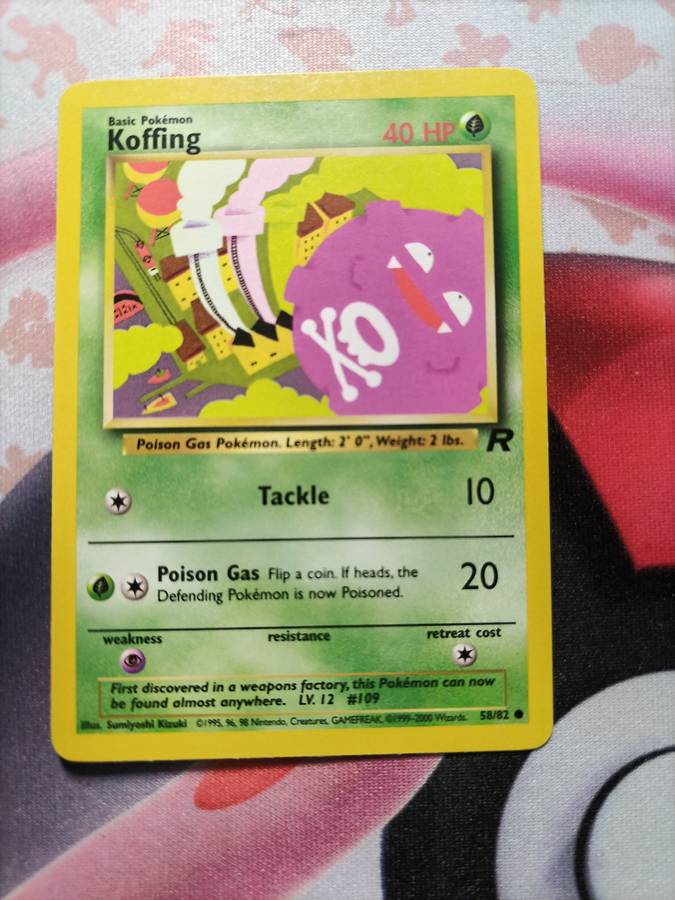 Basic Pokémon
Koffing
40 HP
Poison Gas Pokémon. Length: 2' 0", Weight: 2 lbs.
R
Tackle 10
Poison Gas Flip a coin. If heads, the
Defending Pokémon is now Poisoned.
20
weakness resistance retreat cost
First discovered in a weapons factory, this Pokémon can now
be found almost anywhere. LV. 12 #109
Illus. Sumiyoshi Kizuki ©1995, 96, 98 Nintendo, Creatures, GAMEFREAK. ©1999-2000 Wizards. 58/82